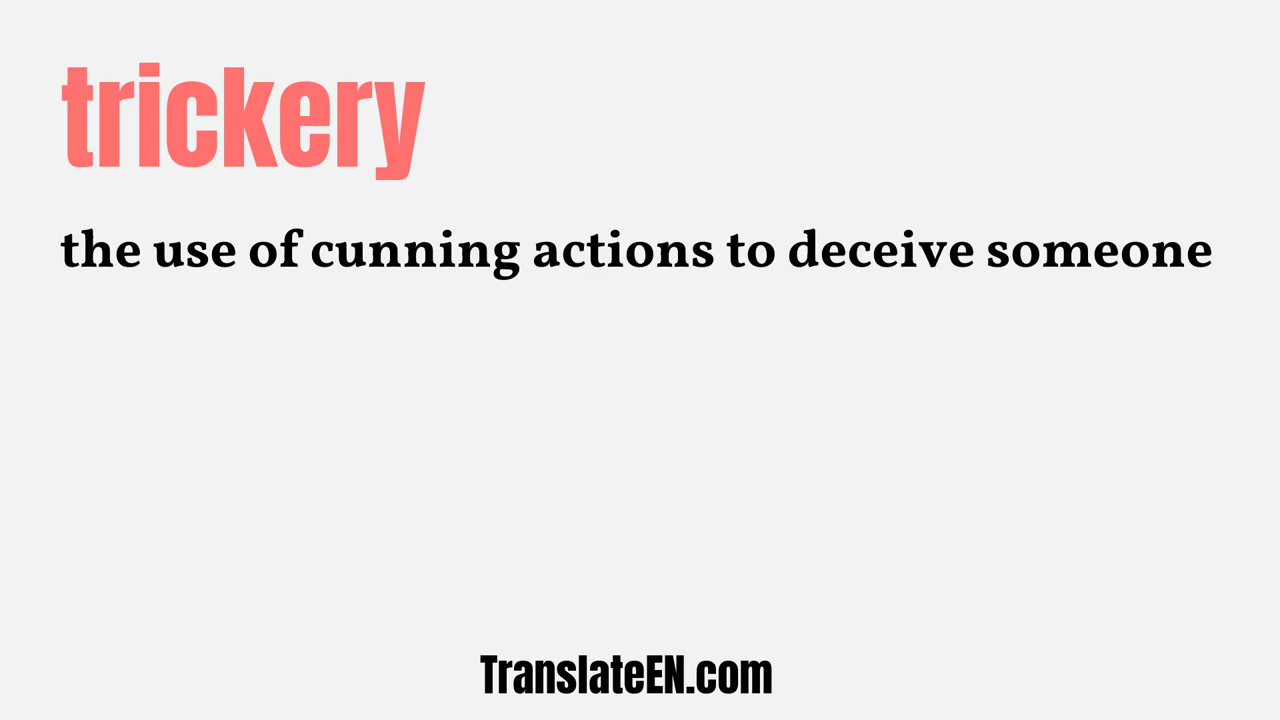 trickery
the use of cunning actions to deceive someone
TranslateEN.com